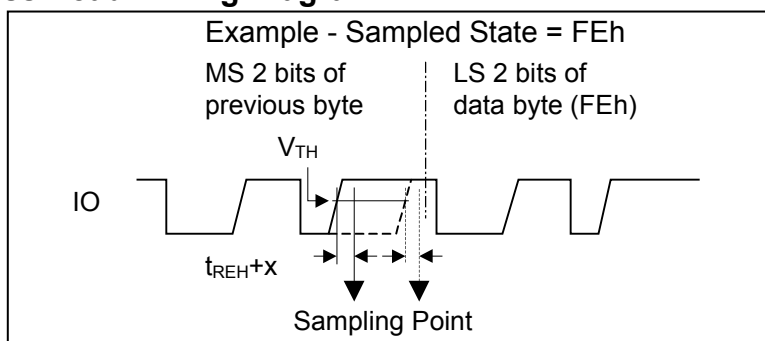 Example - Sampled State = FEh
MS 2 bits of
previous byte
LS 2 bits of
data byte (FEh)
VTH
IO
tREH+x
Sampling Point